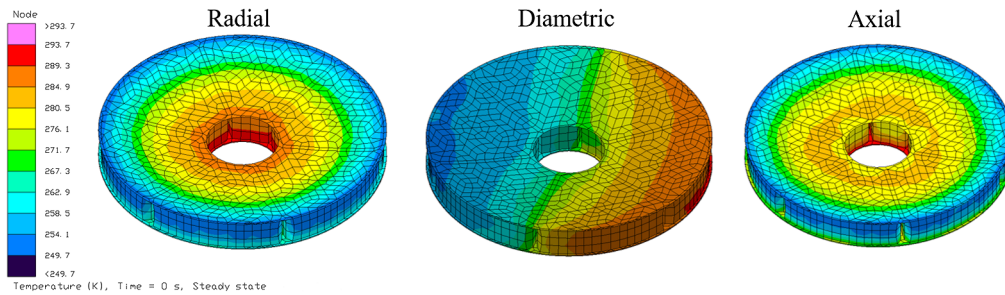 Node
Radial
Diametric
Axial
>293.7
293.7
289.3
284.9
280.5
276.1
271.7
267.3
262.9
258.5
254.1
249.7
<249.7
Temperature (K), Time = 0 s, Steady state